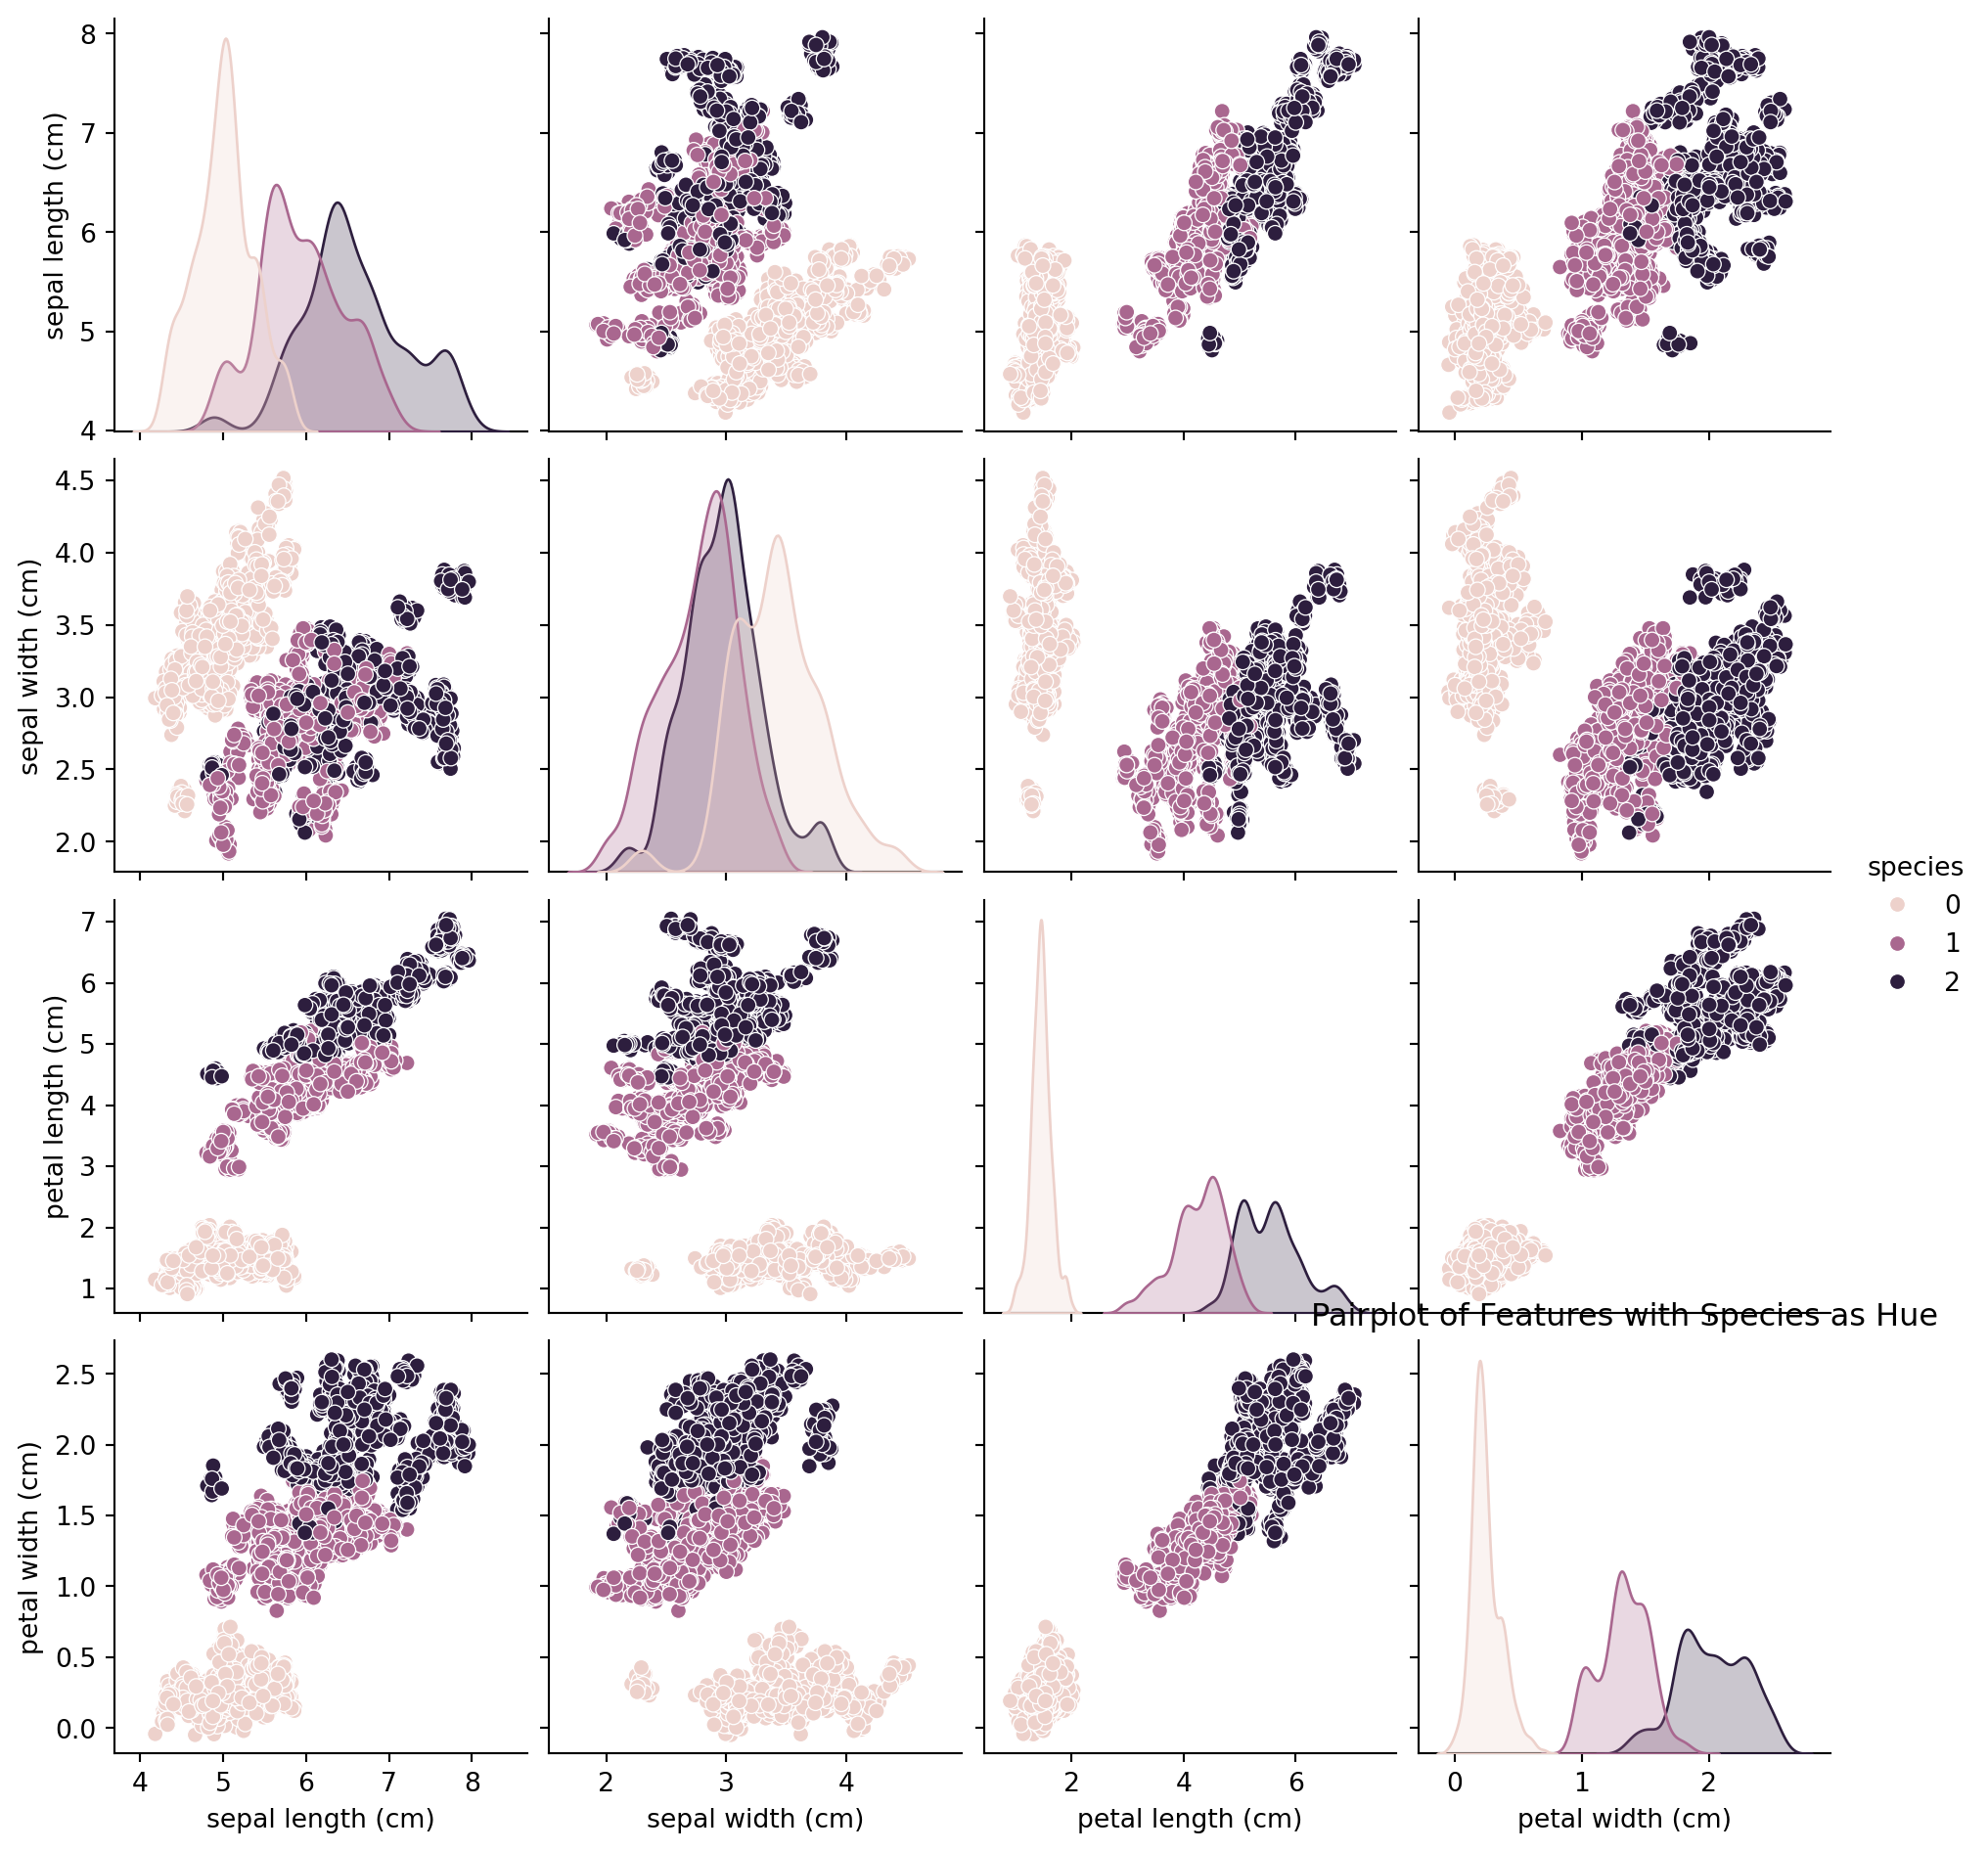 8
7
6
5
4
sepal length (cm)
4.5
4.0
3.5
3.0
2.5
2.0
sepal width (cm)
species
0
1
2
7
6
5
4
3
2
1
petal length (cm)
Pairplot of Features with Species as Hue
2.5
2.0
1.5
1.0
0.5
0.0
petal width (cm)
4 5 6 7 8
2 3 4
2 4 6
0 1 2
sepal length (cm)
sepal width (cm)
petal length (cm)
petal width (cm)